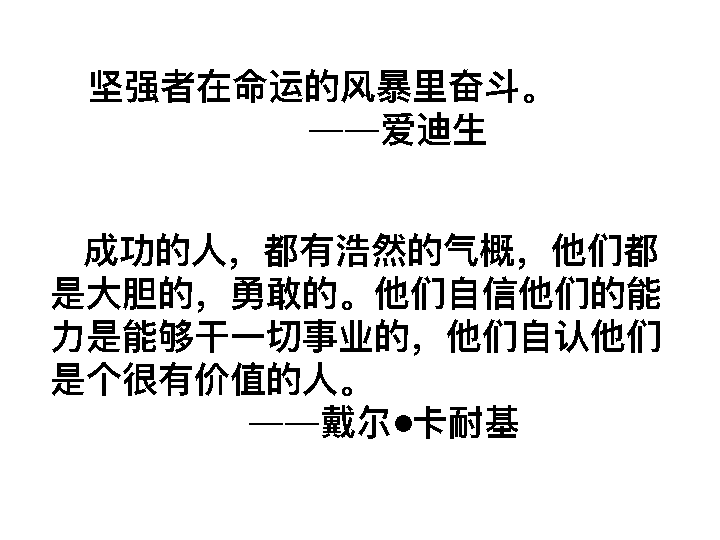 坚强者在命运的风暴里奋斗。
——爱迪生
成功的人，都有浩然的气概，他们都
是大胆的，勇敢的。他们自信他们的能
力是能够干一切事业的，他们自认他们
是个很有价值的人。
——戴尔●卡耐基